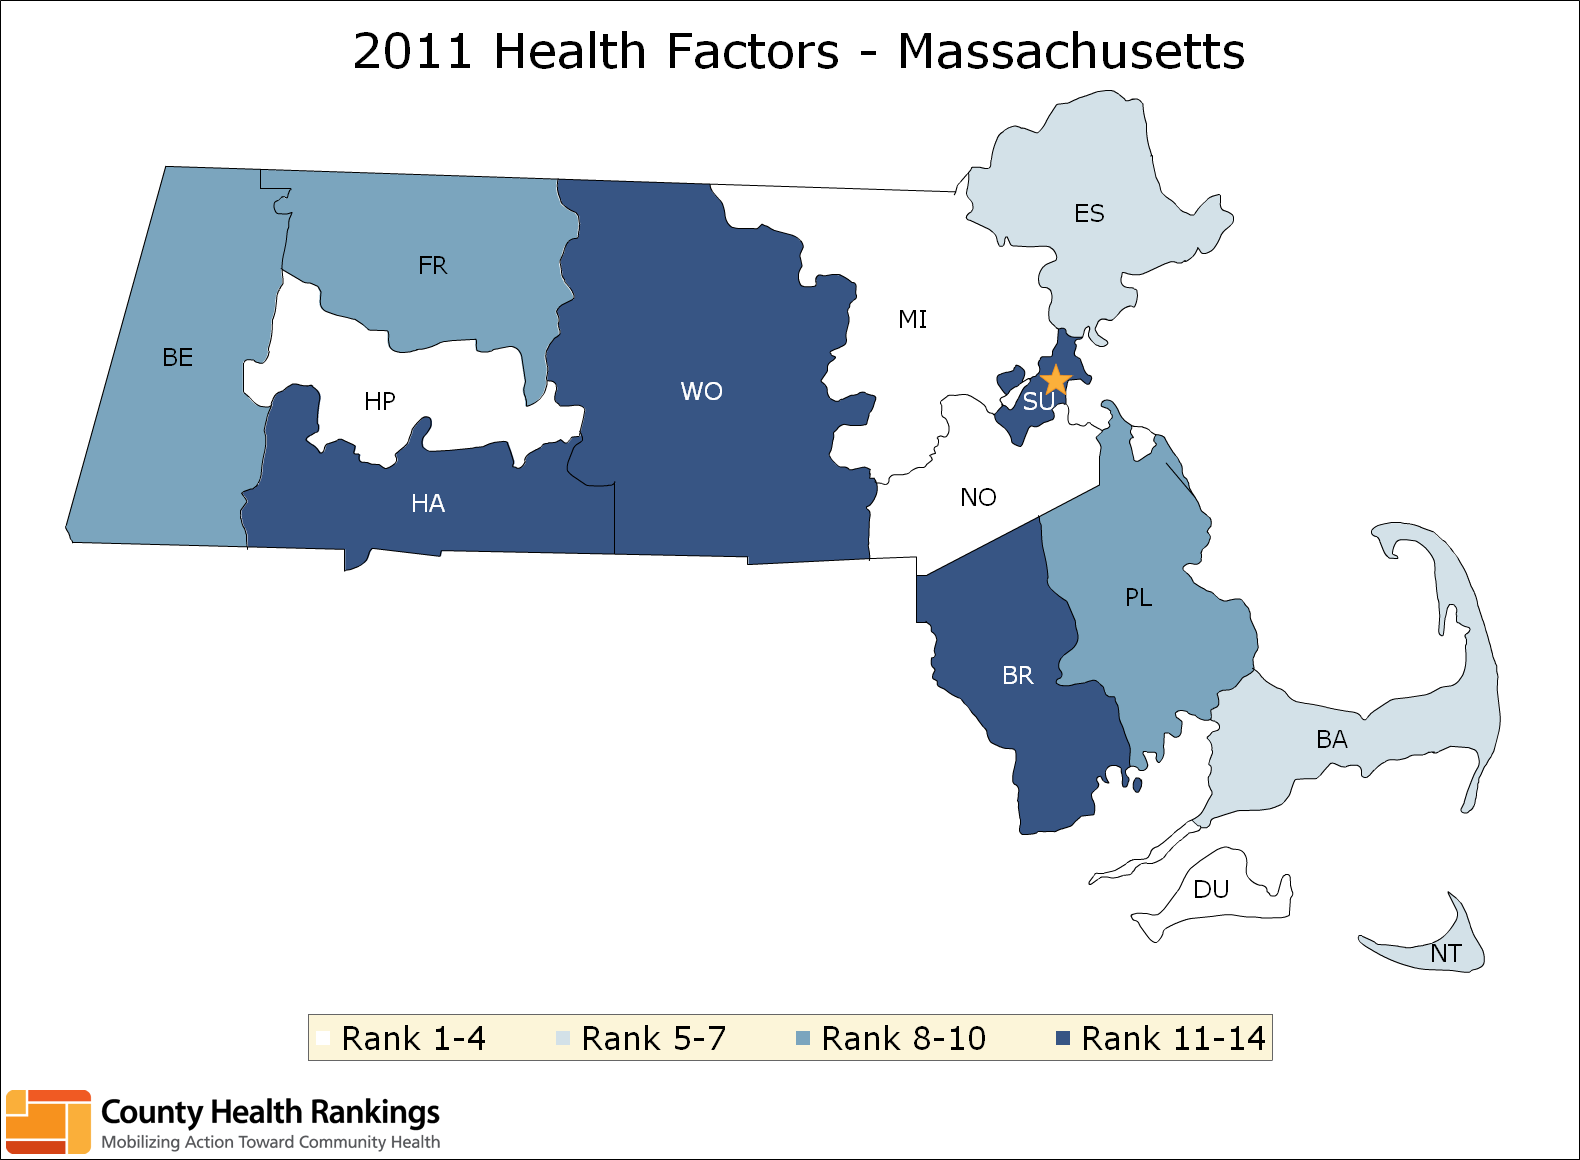 2011 Health Factors - Massachusetts
ES
FR
MI
BE
WO
HP
SU
NO
HA
PL
BR
BA
DU
NT
Rank 1-4 Rank 5-7 Rank 8-10 Rank 11-14
County Health Rankings
Mobilizing Action Toward Community Health